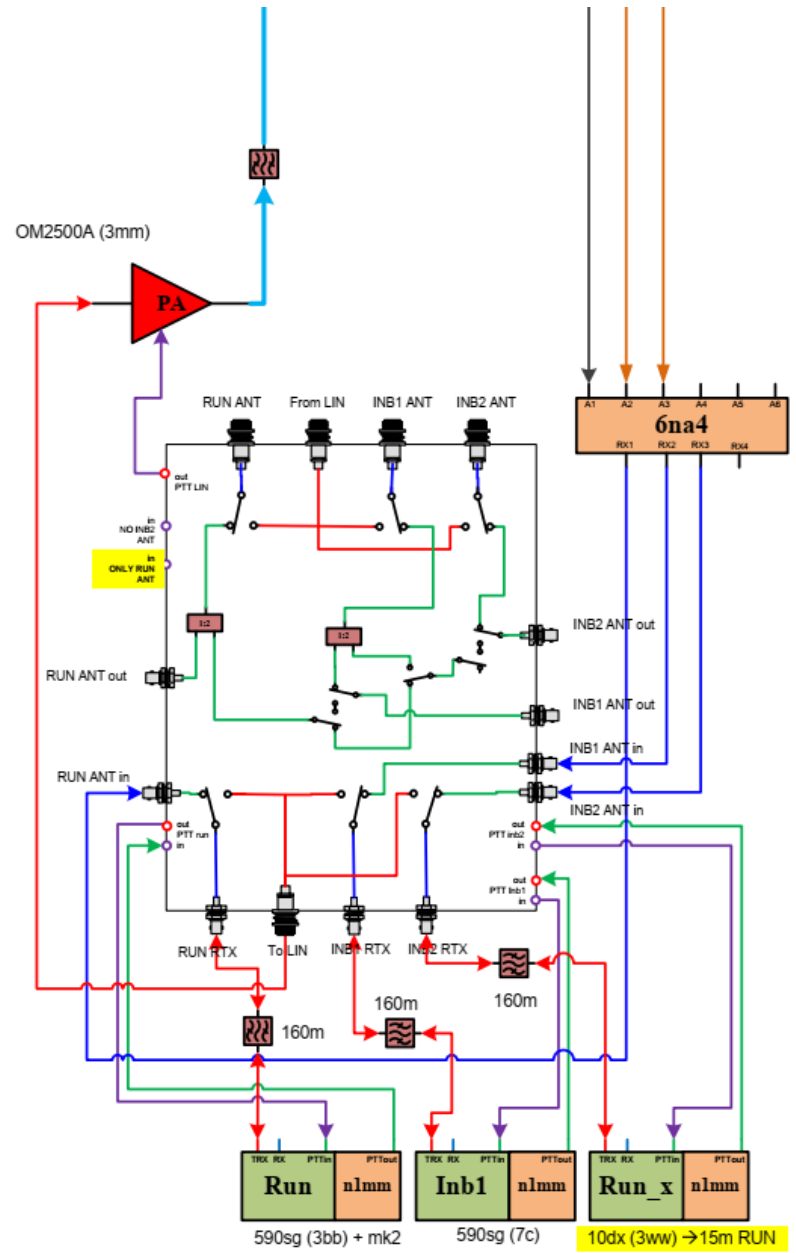 OM2500A (3mm)
PA
RUN ANT
From LIN
INB1 ANT
INB2 ANT
A1
A2
A3
A4
A5
A6
6na4
RX1
RX2
RX3
RX4
out
PTT LIN
in
NO INB2
ANT
in
ONLY RUN
ANT
1:2
1:2
INB2 ANT out
RUN ANT out
INB1 ANT out
INB1 ANT in
RUN ANT in
INB2 ANT in
out
PTT run
in
out
PTT inb2
in
out
PTT Inb1
in
RUN RTX
To LIN
INB1 RTX
INB2 RTX
160m
160m
160m
TRX
RX
PTTin
PTTout
Run
n1mm
TRX
RX
PTTin
PTTout
Inb1
n1mm
TRX
RX
PTTin
PTTout
Run_x
n1mm
590sg (3bb) + mk2
590sg (7c)
10dx (3ww) →15m RUN